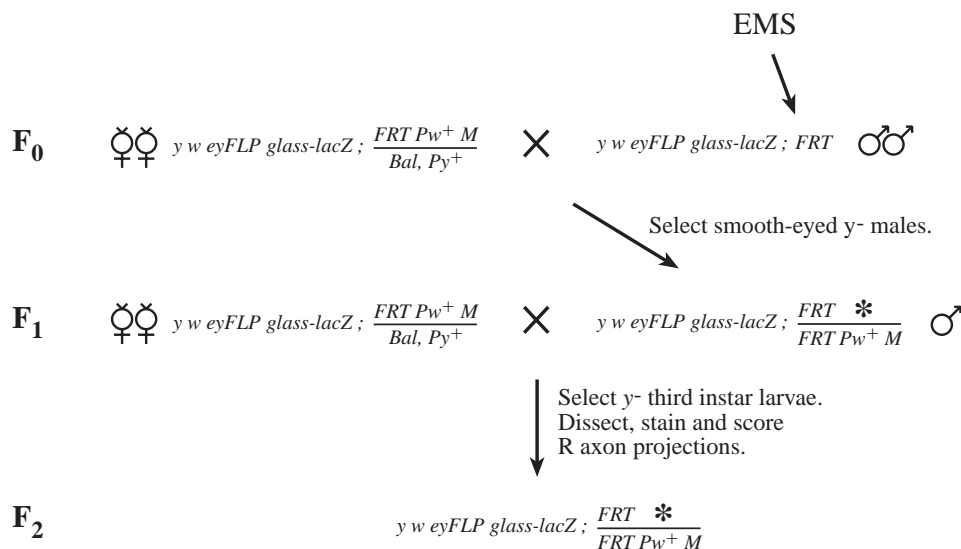 EMS
F0 y w eyFLP glass-lacZ ; FRT Pw+ M / Bal, Py+ × y w eyFLP glass-lacZ ; FRT
Select smooth-eyed y- males.
F1 y w eyFLP glass-lacZ ; FRT Pw+ M / Bal, Py+ × y w eyFLP glass-lacZ ; FRT * / FRT Pw+ M
Select y- third instar larvae.
Dissect, stain and score
R axon projections.
F2 y w eyFLP glass-lacZ ; FRT * / FRT Pw+ M